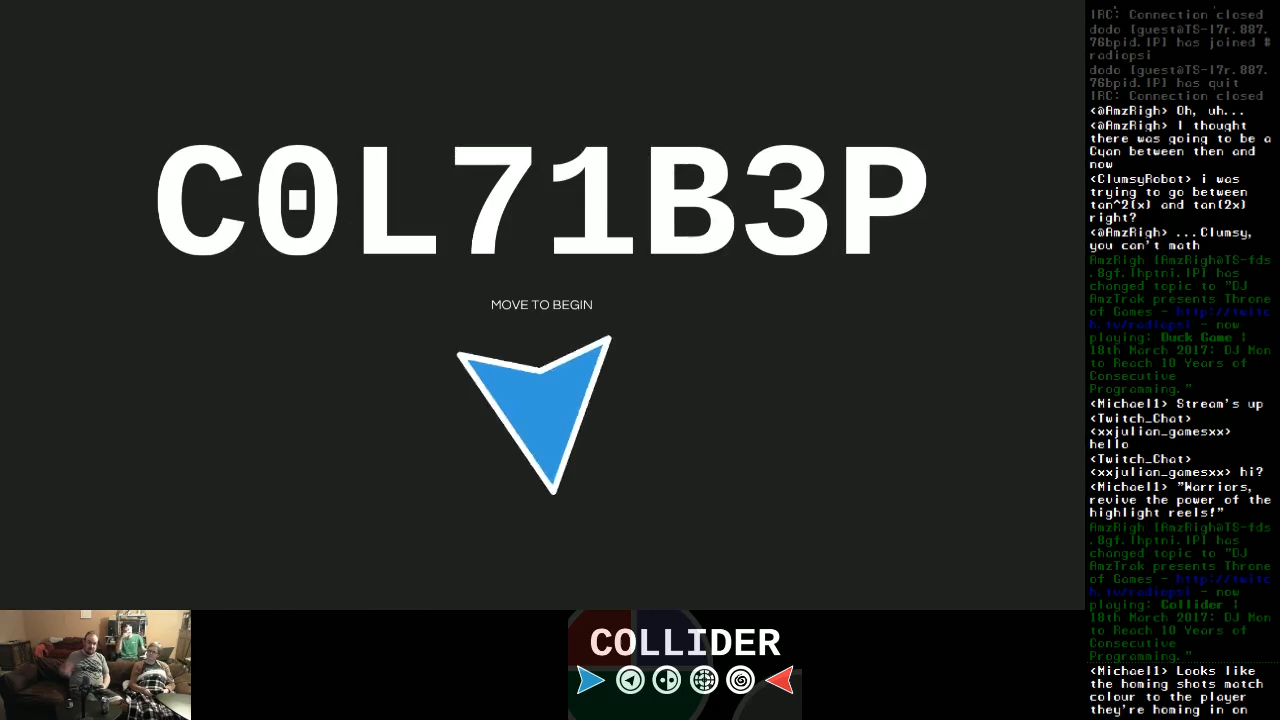 C0L71B3P
MOVE TO BEGIN
COLLIDER
IRC: Connection closed
dodo [guest@TS-l7r.887.
76bpid.IP] has joined #
radiopsi
dodo [guest@TS-l7r.887.
76bpid.IP] has quit
IRC: Connection closed
<@AmzRigh> Oh, uh...
<@AmzRigh> I thought
there was going to be a
Cyan between then and
now
<ClumsyRobot> i was
trying to go between
tan^2(x) and tan(2x)
right?
<@AmzRigh> ...Clumsy,
you can't math
AmzRigh [AmzRigh@TS-fds
.8gf.lhptni.IP] has
changed topic to "DJ
AmzTrak presents Throne
of Games - http://twitc
h.tv/radiopsi - now
playing: Duck Game |
18th March 2017: DJ Mon
to Reach 10 Years of
Consecutive
Programming."
<Michael1> Stream's up
<Twitch_Chat>
<xxjulian_gamesxx>
hello
<Twitch_Chat>
<xxjulian_gamesxx> hi?
<Michael1> "Warriors,
revive the power of the
highlight reels!"
AmzRigh [AmzRigh@TS-fds
.8gf.lhptni.IP] has
changed topic to "DJ
AmzTrak presents Throne
of Games - http://twitc
h.tv/radiopsi - now
playing: Collider |
18th March 2017: DJ Mon
to Reach 10 Years of
Consecutive
Programming."
<Michael1> Looks like
the homing shots match
colour to the player
they're homing in on